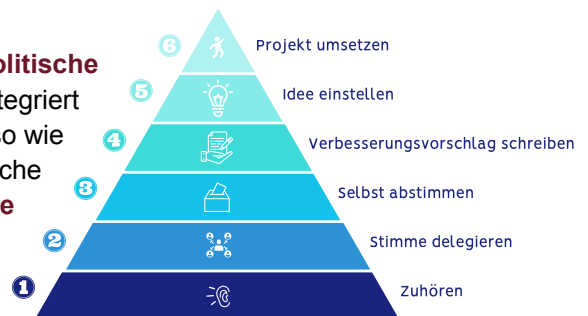 6 Projekt umsetzen
5 Idee einstellen
4 Verbesserungsvorschlag schreiben
3 Selbst abstimmen
2 Stimme delegieren
1 Zuhören
olitische
tegriert
so wie
che
e